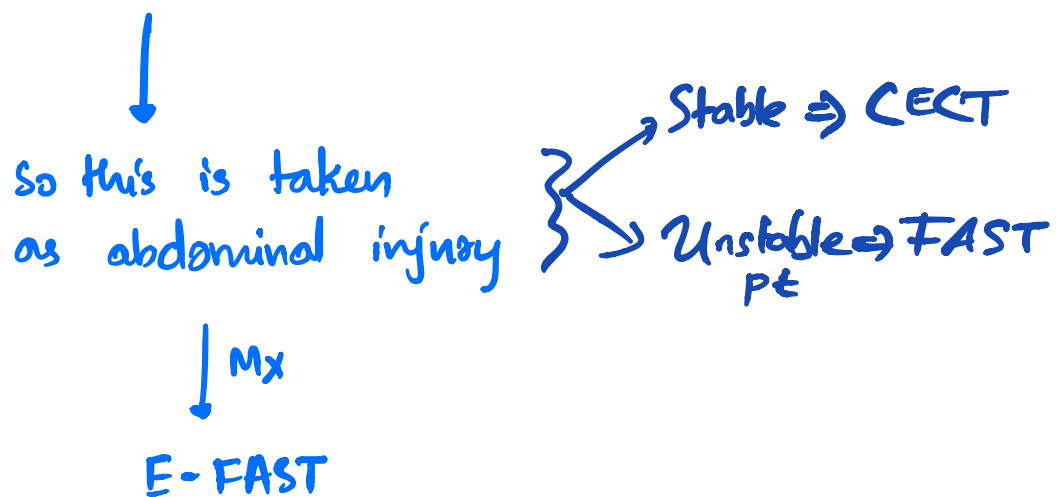 so this is taken
as abdominal injury
Stable ⇒ CECT
Unstable ⇒ FAST
pt
Mx
E - FAST